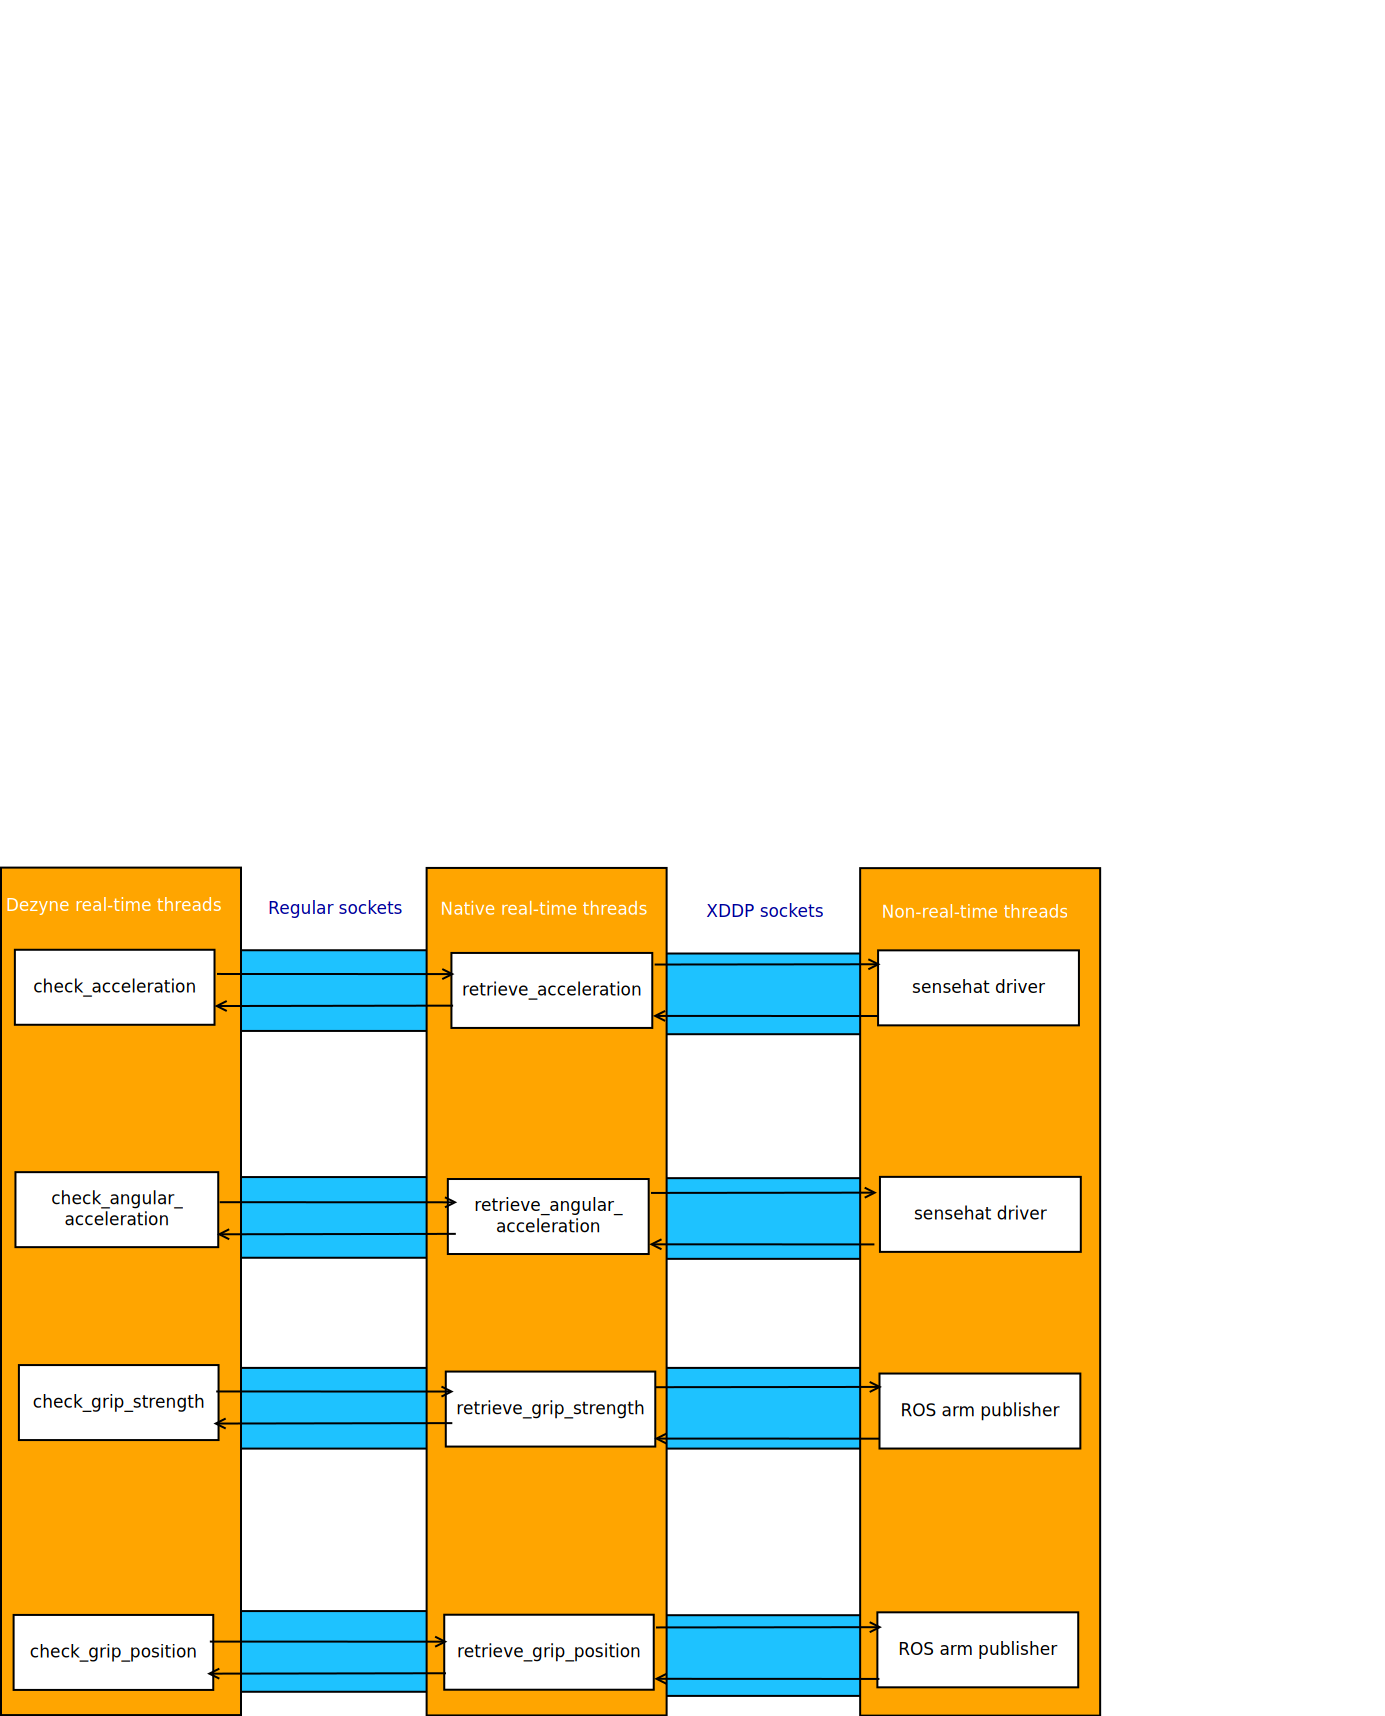 Dezyne real-time threads
Regular sockets
Native real-time threads
XDDP sockets
Non-real-time threads
check_acceleration
retrieve_acceleration
sensehat driver
check_angular_
acceleration
retrieve_angular_
acceleration
sensehat driver
check_grip_strength
retrieve_grip_strength
ROS arm publisher
check_grip_position
retrieve_grip_position
ROS arm publisher